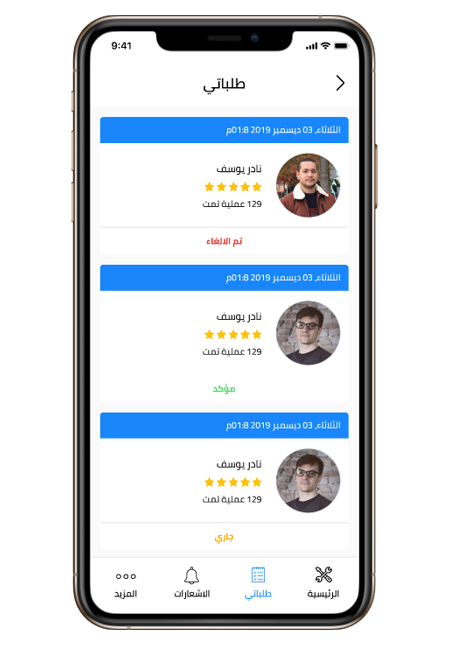 9:41
طلباتي
الثلاثاء, 03 ديسمبر 2019 01:8م
نادر يوسف
129 عملية تمت
تم الالغاء
الثلاثاء, 03 ديسمبر 2019 01:8م
نادر يوسف
129 عملية تمت
مؤكد
الثلاثاء, 03 ديسمبر 2019 01:8م
نادر يوسف
129 عملية تمت
جاري
الرئيسية
طلباتي
الاشعارات
المزيد